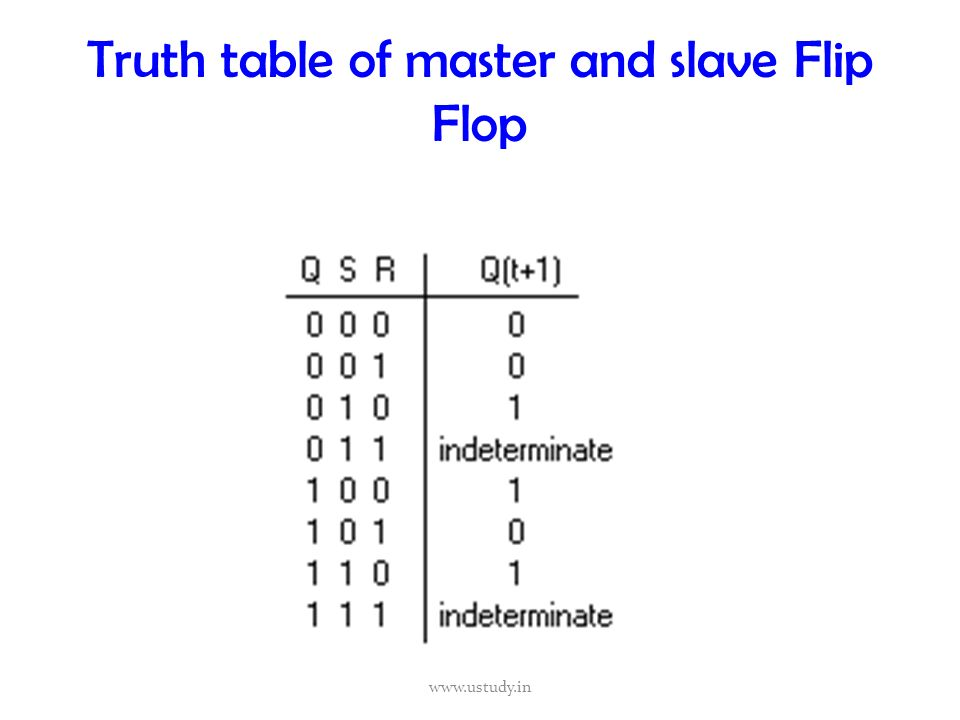 Truth table of master and slave Flip
Flop
Q S R Q(t+1)
0 0 0 0
0 0 1 0
0 1 0 1
0 1 1 indeterminate
1 0 0 1
1 0 1 0
1 1 0 1
1 1 1 indeterminate
www.ustudy.in